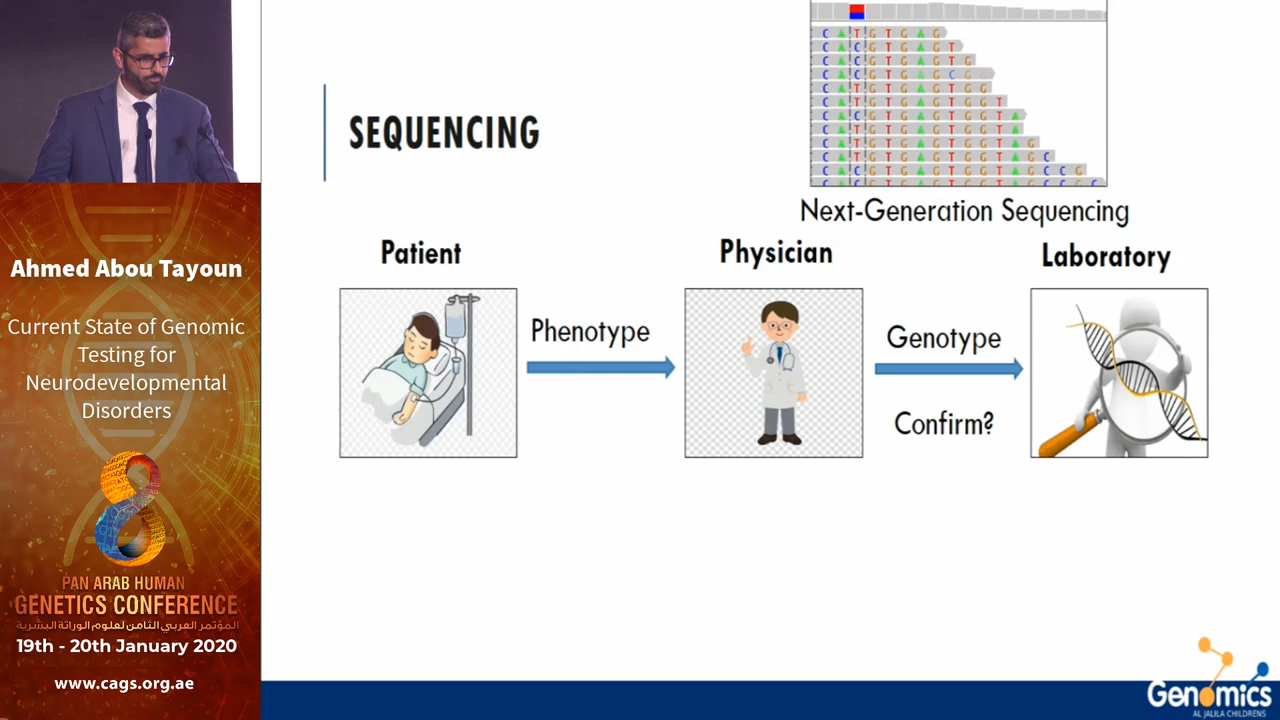 Ahmed Abou Tayoun
Current State of Genomic
Testing for
Neurodevelopmental
Disorders
PAN ARAB HUMAN
GENETICS CONFERENCE
المؤتمر العربي الثامن لعلوم الوراثة البشرية
19th - 20th January 2020
www.cags.org.ae
SEQUENCING
C A T G T G A G
C A C G T G A G T
C A C G T G A G T G
C A C G T G A G C G
C A T G T G A G T G G
C A T G T G A G T G G T
C A C G T G A G T G G T A
C A T G T G A G T G G T A
C A T G T G A G T G G T A G
C A T G T G A G T G G T A G C
C A C G T G A G T G G T A G C C G
C A C G T G A G T G G T A G C C G C
Next-Generation Sequencing
Patient
Physician
Laboratory
Phenotype
Genotype
Confirm?
Genomics
AL JALILA CHILDRENS